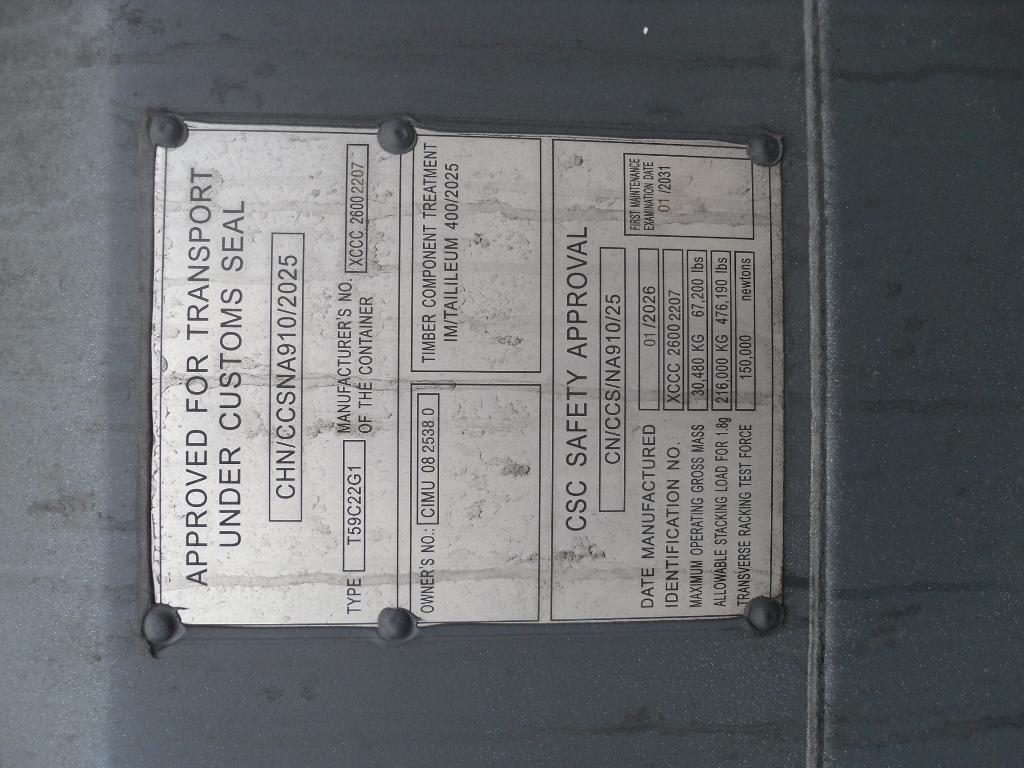 APPROVED FOR TRANSPORT
UNDER CUSTOMS SEAL
CHN/CCSNA910/2025
TYPE T59C22G1 MANUFACTURER'S NO. OF THE CONTAINER XCCC 2600 2207
OWNER'S NO.: CIMU 08 2538 0
TIMBER COMPONENT TREATMENT
IM/TAILILEUM 400/2025
CSC SAFETY APPROVAL
CN/CCS/NA910/25
DATE MANUFACTURED 01 /2026
IDENTIFICATION NO. XCCC 2600 2207
MAXIMUM OPERATING GROSS MASS 30,480 KG 67,200 lbs
ALLOWABLE STACKING LOAD FOR 1.8g 216,000 KG 476,190 lbs
TRANSVERSE RACKING TEST FORCE 150,000 newtons
FIRST MAINTENANCE
EXAMINATION DATE
01 /2031